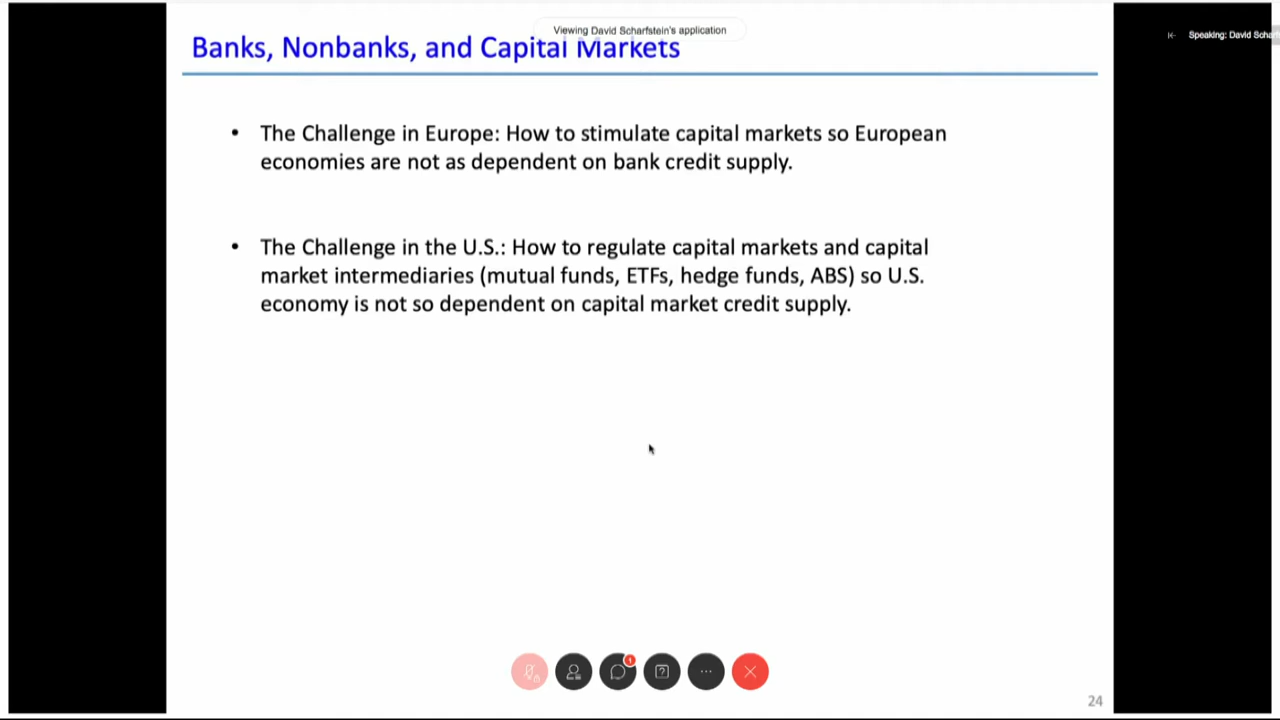 Viewing David Scharfstein's application
Speaking: David Scharf
Banks, Nonbanks, and Capital Markets
• The Challenge in Europe: How to stimulate capital markets so European
economies are not as dependent on bank credit supply.
• The Challenge in the U.S.: How to regulate capital markets and capital
market intermediaries (mutual funds, ETFs, hedge funds, ABS) so U.S.
economy is not so dependent on capital market credit supply.
1
24